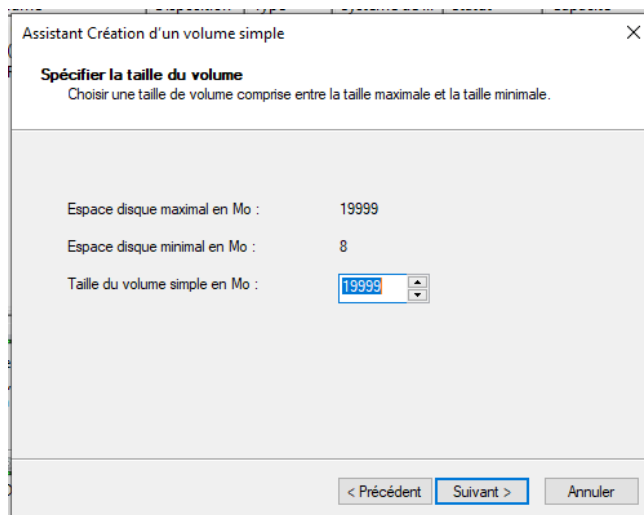 Assistant Création d'un volume simple
Spécifier la taille du volume
Choisir une taille de volume comprise entre la taille maximale et la taille minimale.
Espace disque maximal en Mo : 19999
Espace disque minimal en Mo : 8
Taille du volume simple en Mo : 19999
< Précédent Suivant > Annuler